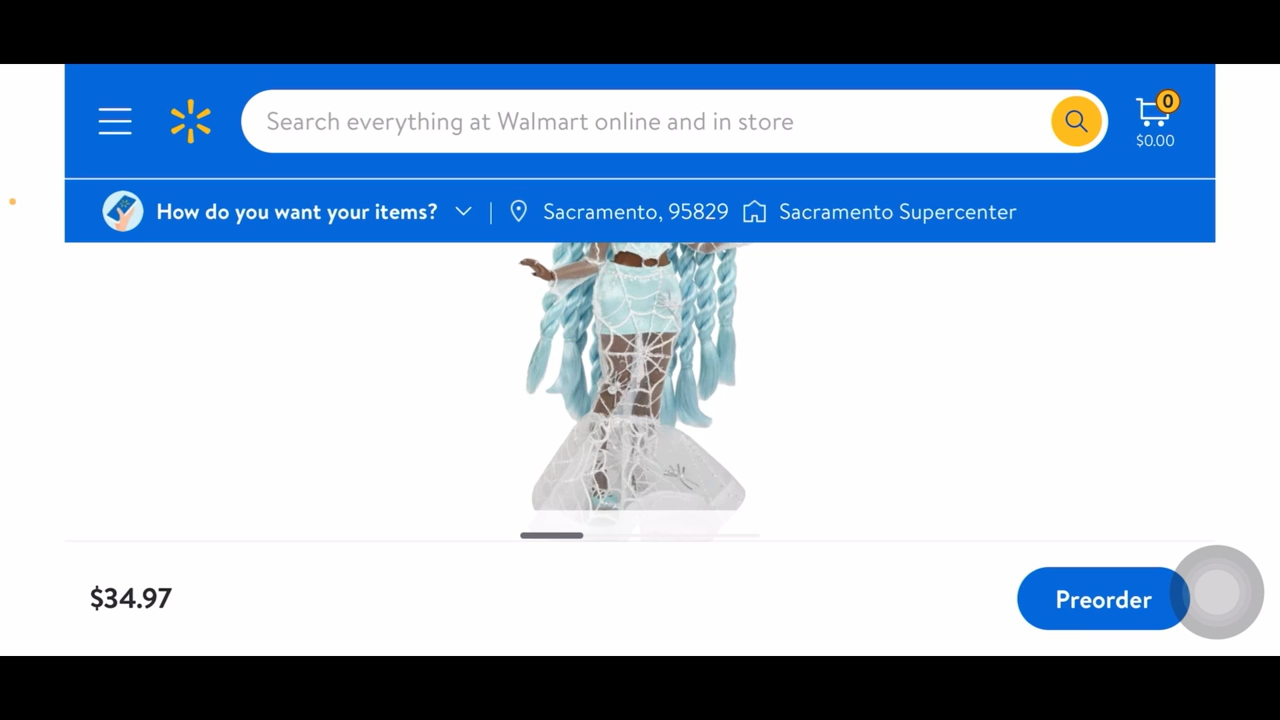 Search everything at Walmart online and in store
0
$0.00
How do you want your items?
Sacramento, 95829
Sacramento Supercenter
$34.97
Preorder